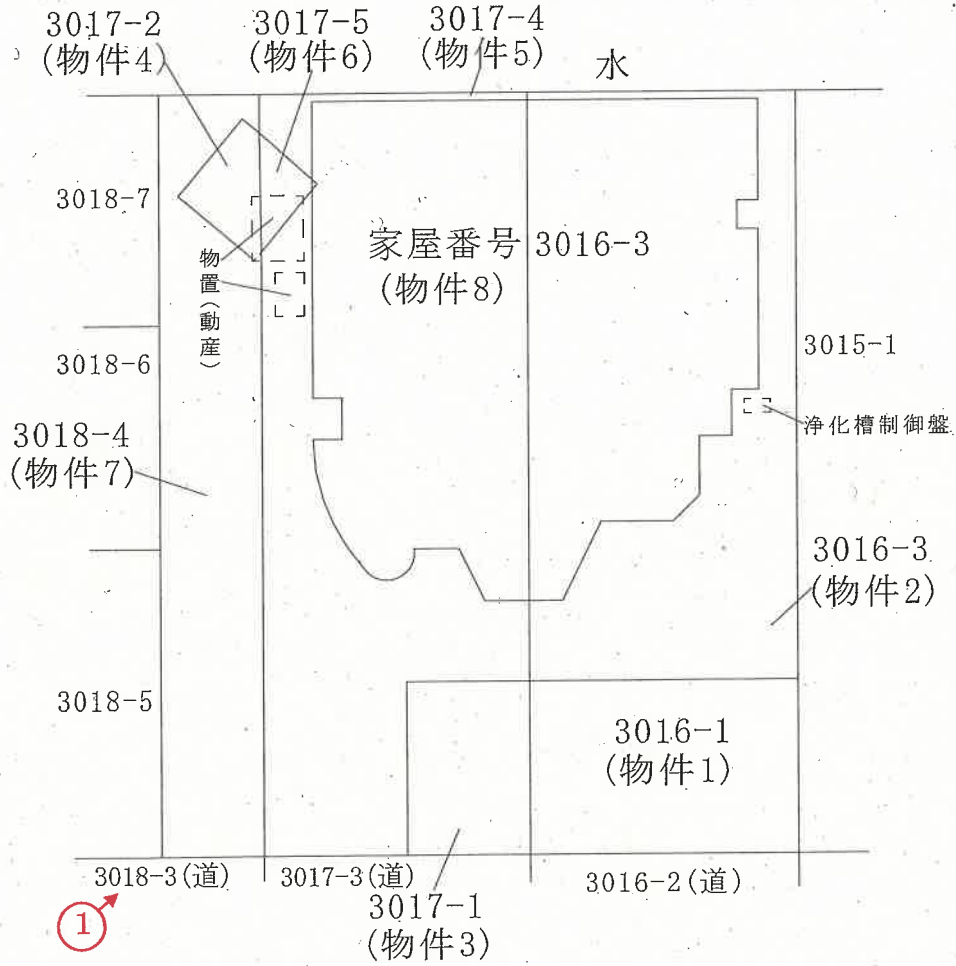 3017-2
(物件4)
3017-5
(物件6)
3017-4
(物件5)
水
3018-7
家屋番号 3016-3
(物件8)
物置(動産)
3018-6
3015-1
浄化槽制御盤
3018-4
(物件7)
3016-3
(物件2)
3018-5
3016-1
(物件1)
3018-3(道)
3017-3(道)
3016-2(道)
①
3017-1
(物件3)